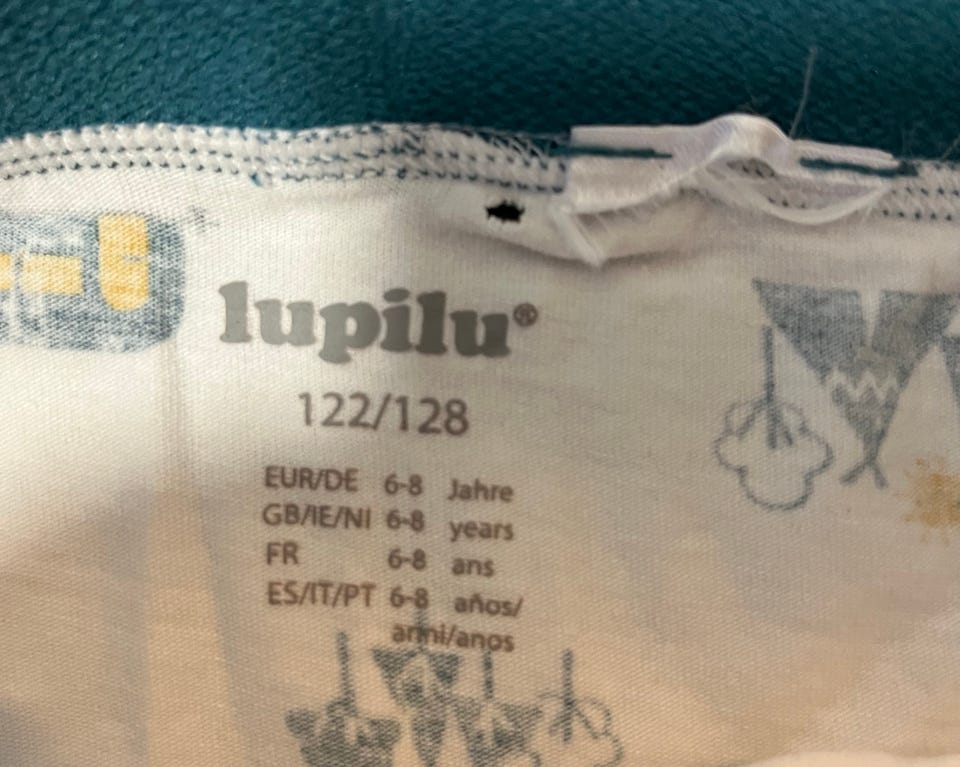 lupilu®
122/128
EUR/DE 6-8 Jahre
GB/IE/NI 6-8 years
FR 6-8 ans
ES/IT/PT 6-8 años/
anni/anos